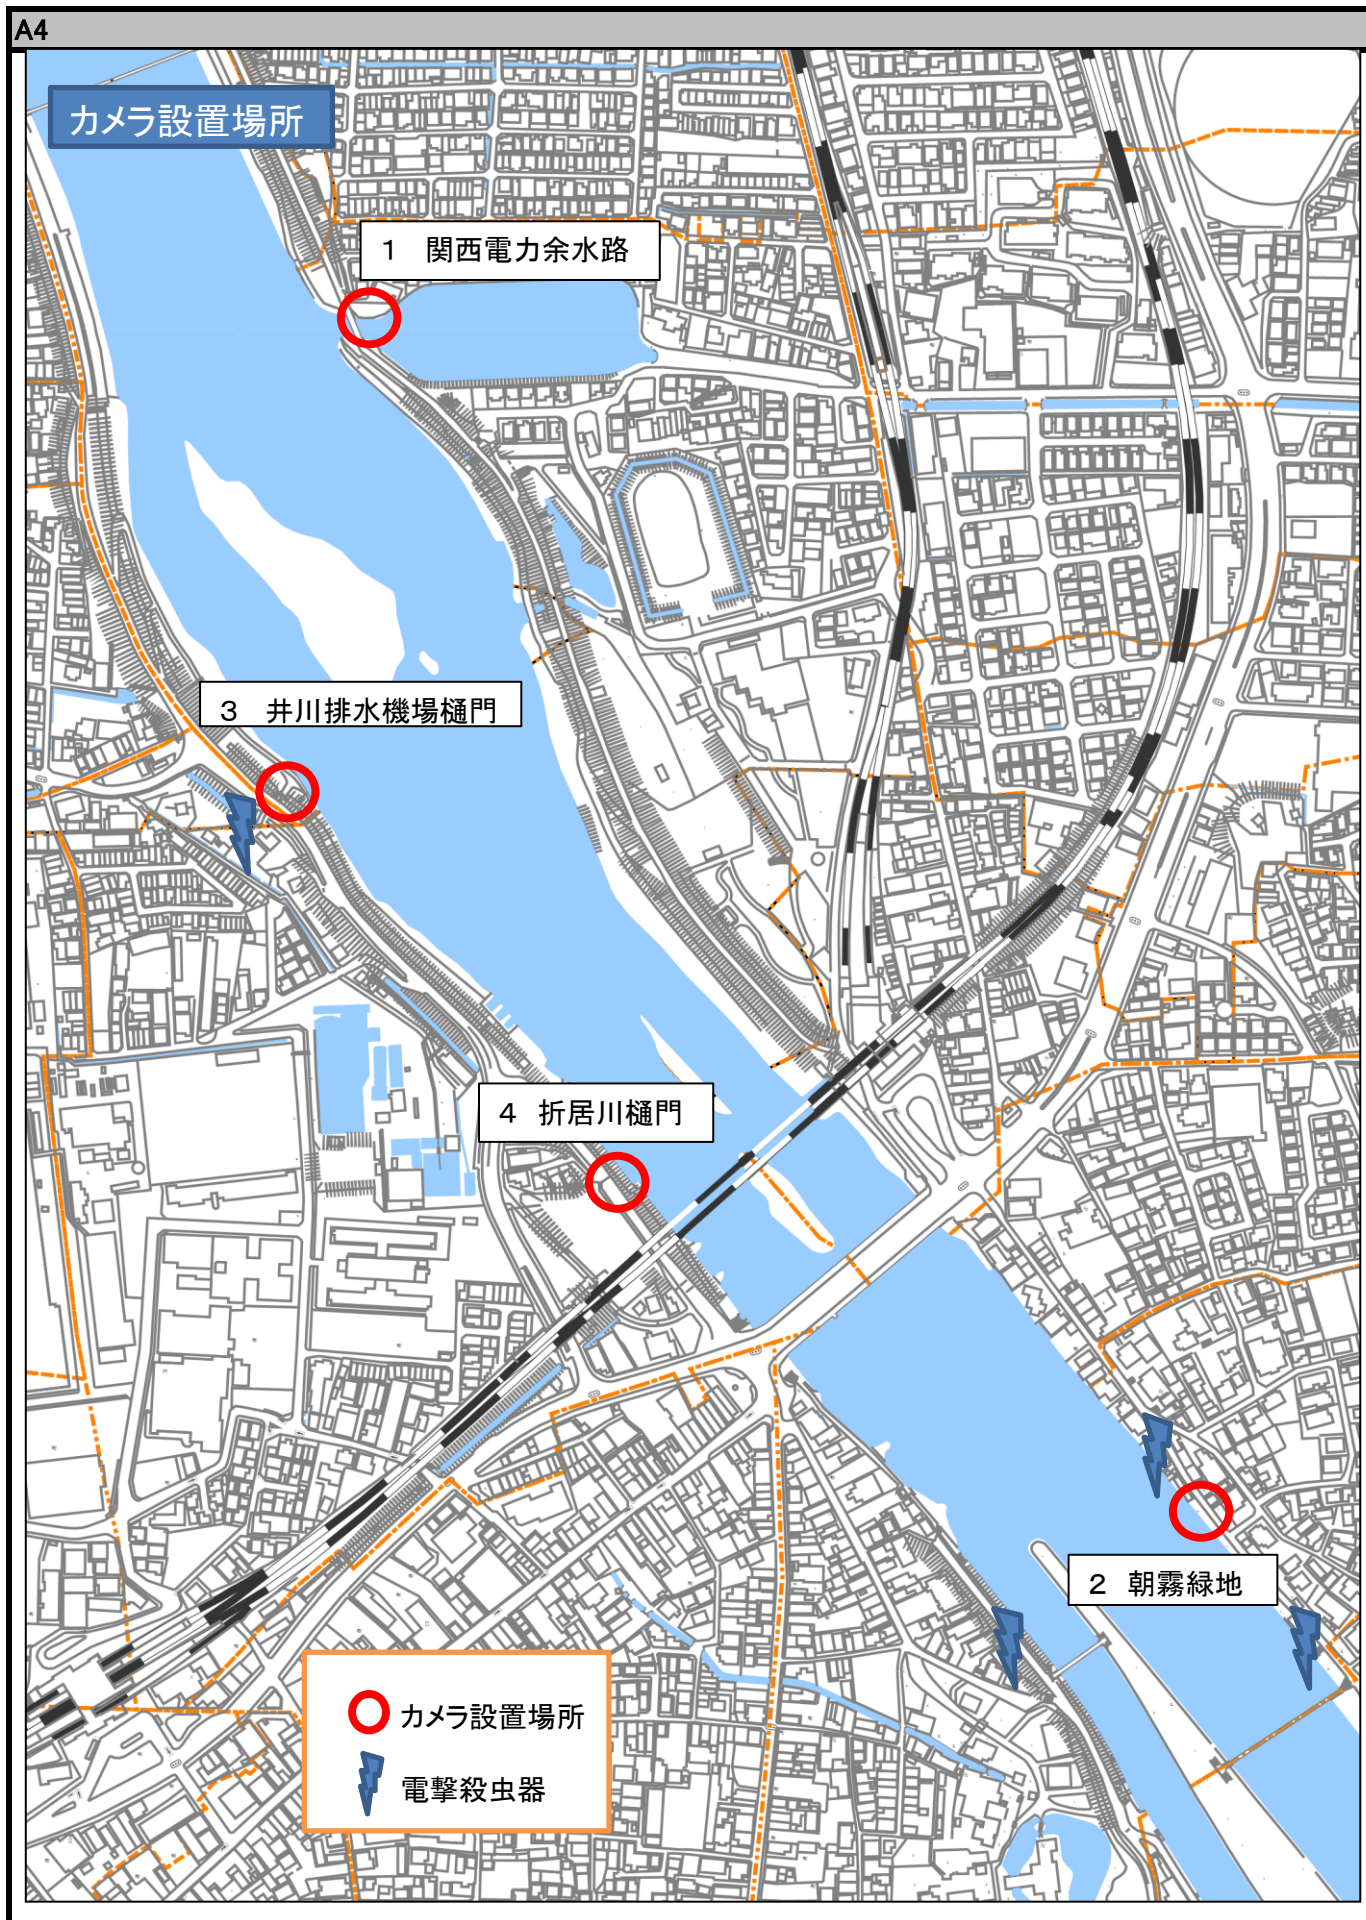 A4
カメラ設置場所
1 関西電力余水路
3 井川排水機場樋門
4 折居川樋門
2 朝霧緑地
カメラ設置場所
電撃殺虫器